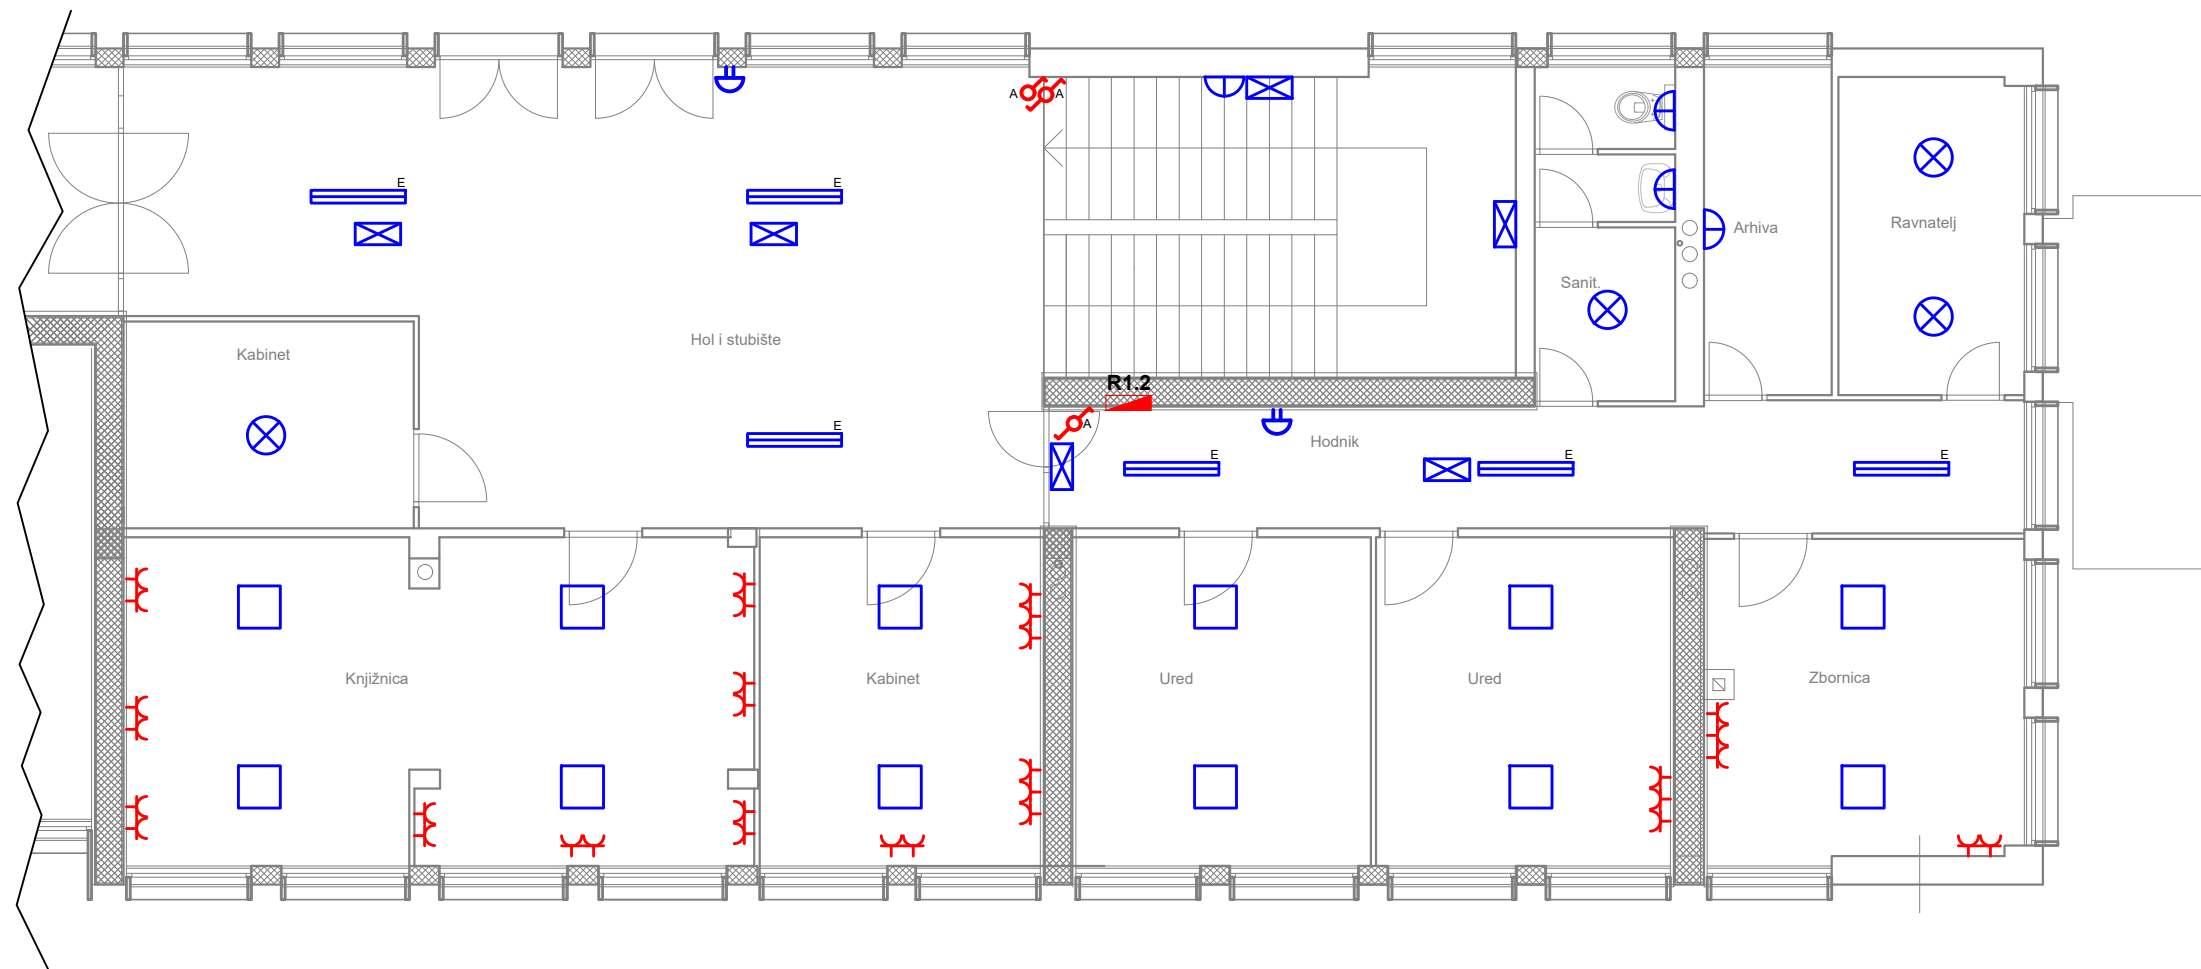 A
A
E
E
Arhiva
Ravnatelj
Sanit.
Hol i stubište
Kabinet
R1.2
A
E
Hodnik
E
E
E
Knjižnica
Kabinet
Ured
Ured
Zbornica